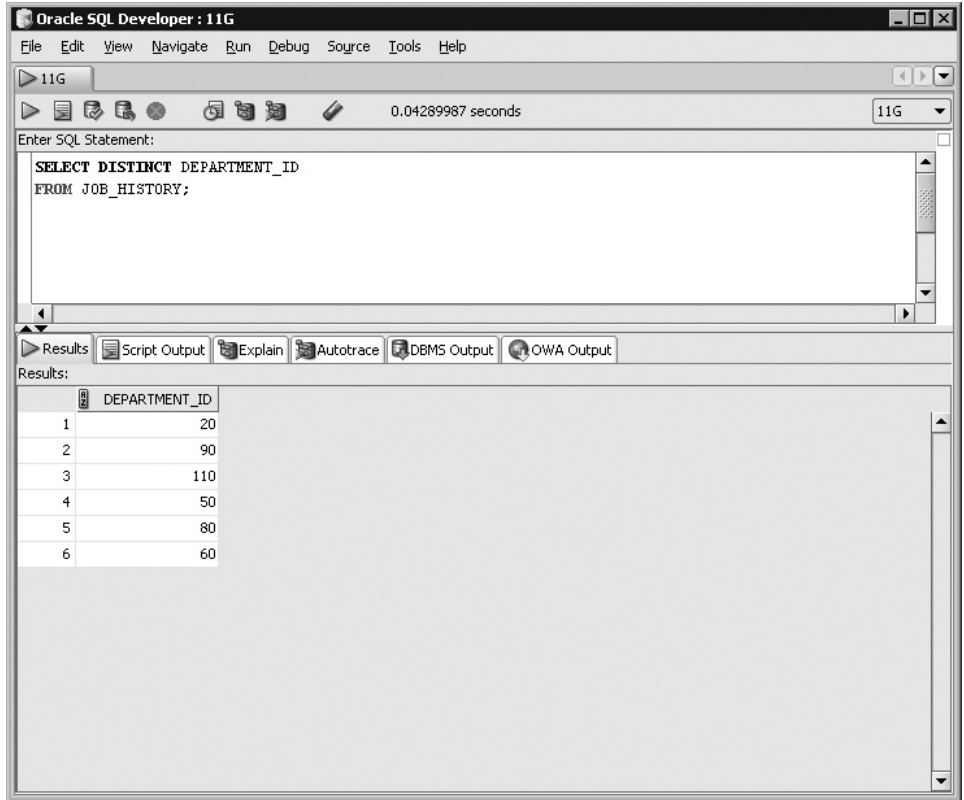 Oracle SQL Developer : 11G
File Edit View Navigate Run Debug Source Tools Help
11G
0.04289987 seconds 11G
Enter SQL Statement:
SELECT DISTINCT DEPARTMENT_ID
FROM JOB_HISTORY;
Results Script Output Explain Autotrace DBMS Output OWA Output
Results:
DEPARTMENT_ID
1 20
2 90
3 110
4 50
5 80
6 60